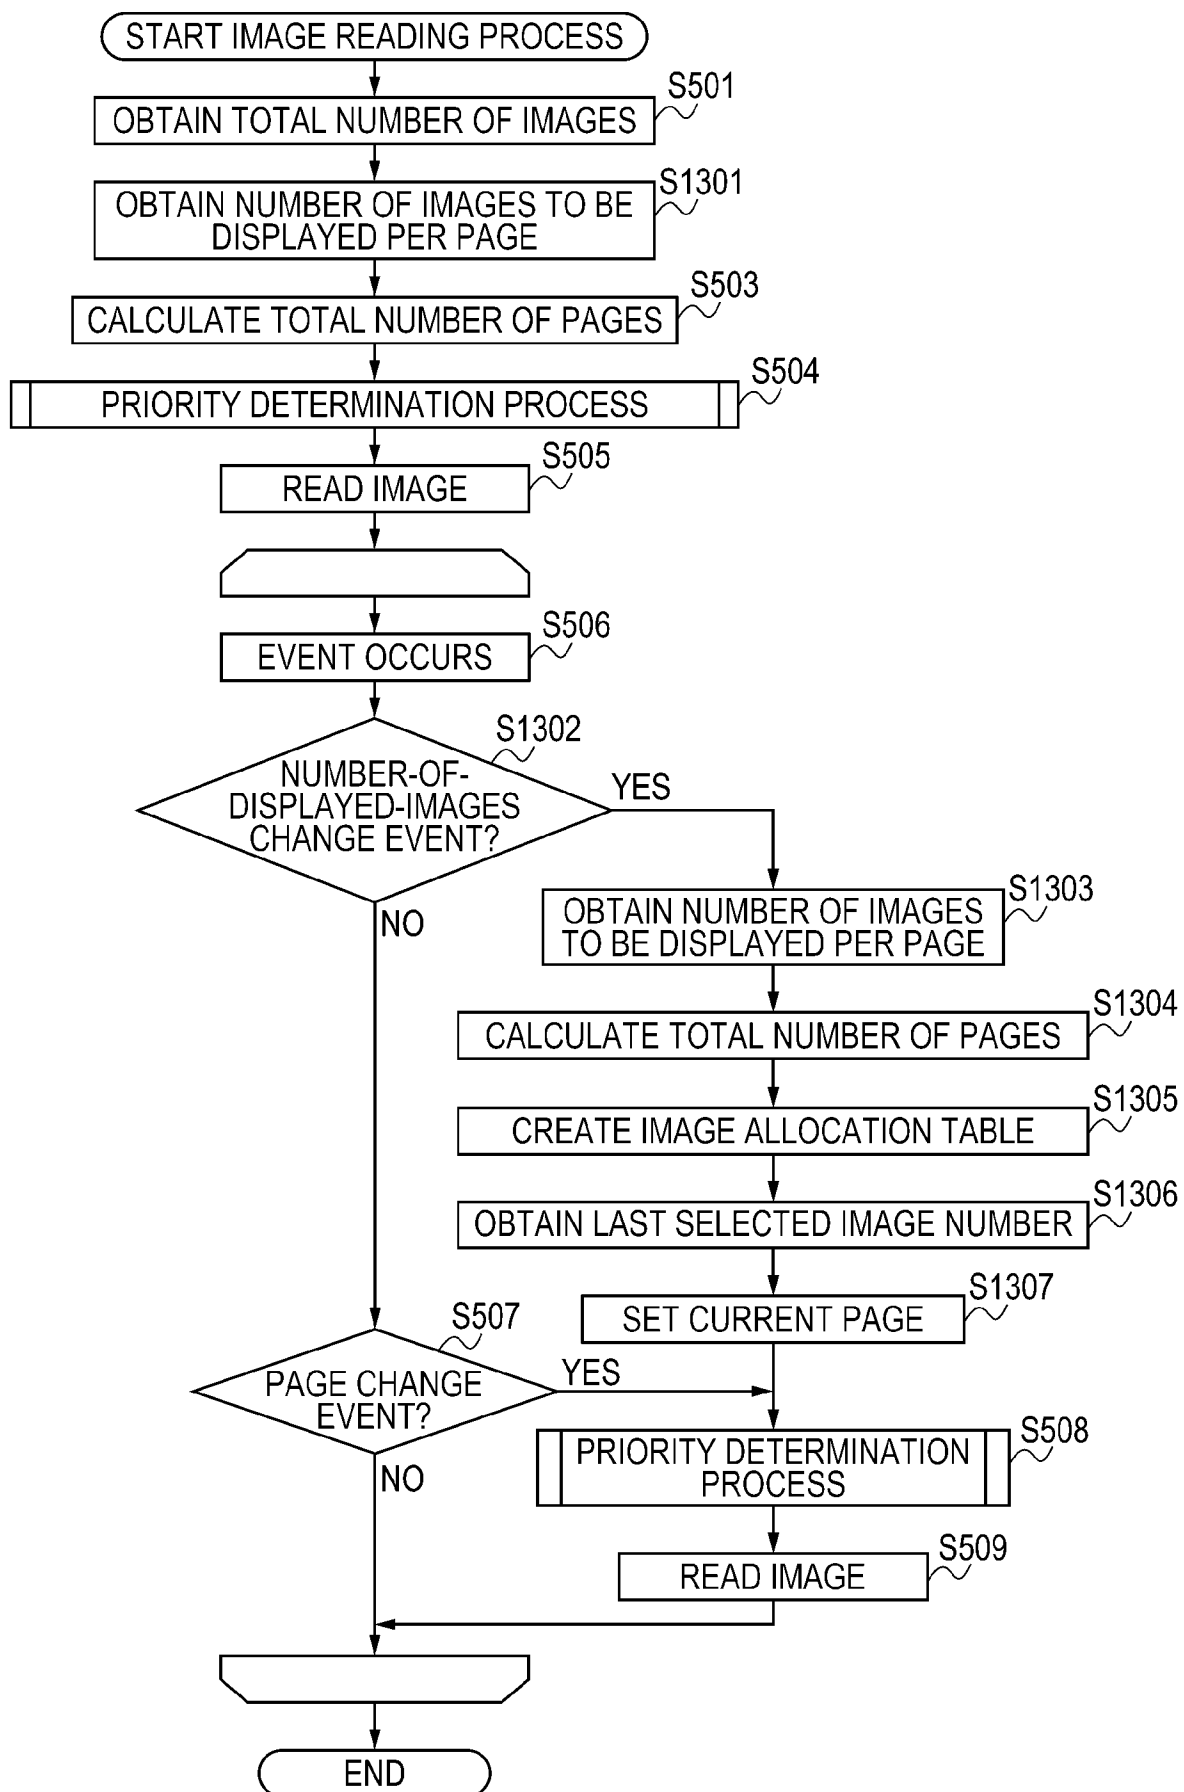 START IMAGE READING PROCESS
S501
OBTAIN TOTAL NUMBER OF IMAGES
S1301
OBTAIN NUMBER OF IMAGES TO BE
DISPLAYED PER PAGE
S503
CALCULATE TOTAL NUMBER OF PAGES
S504
PRIORITY DETERMINATION PROCESS
S505
READ IMAGE
S506
EVENT OCCURS
S1302
NUMBER-OF-
DISPLAYED-IMAGES
CHANGE EVENT?
YES
NO
S1303
OBTAIN NUMBER OF IMAGES
TO BE DISPLAYED PER PAGE
S1304
CALCULATE TOTAL NUMBER OF PAGES
S1305
CREATE IMAGE ALLOCATION TABLE
S1306
OBTAIN LAST SELECTED IMAGE NUMBER
S1307
SET CURRENT PAGE
S507
PAGE CHANGE
EVENT?
YES
NO
S508
PRIORITY DETERMINATION
PROCESS
S509
READ IMAGE
END